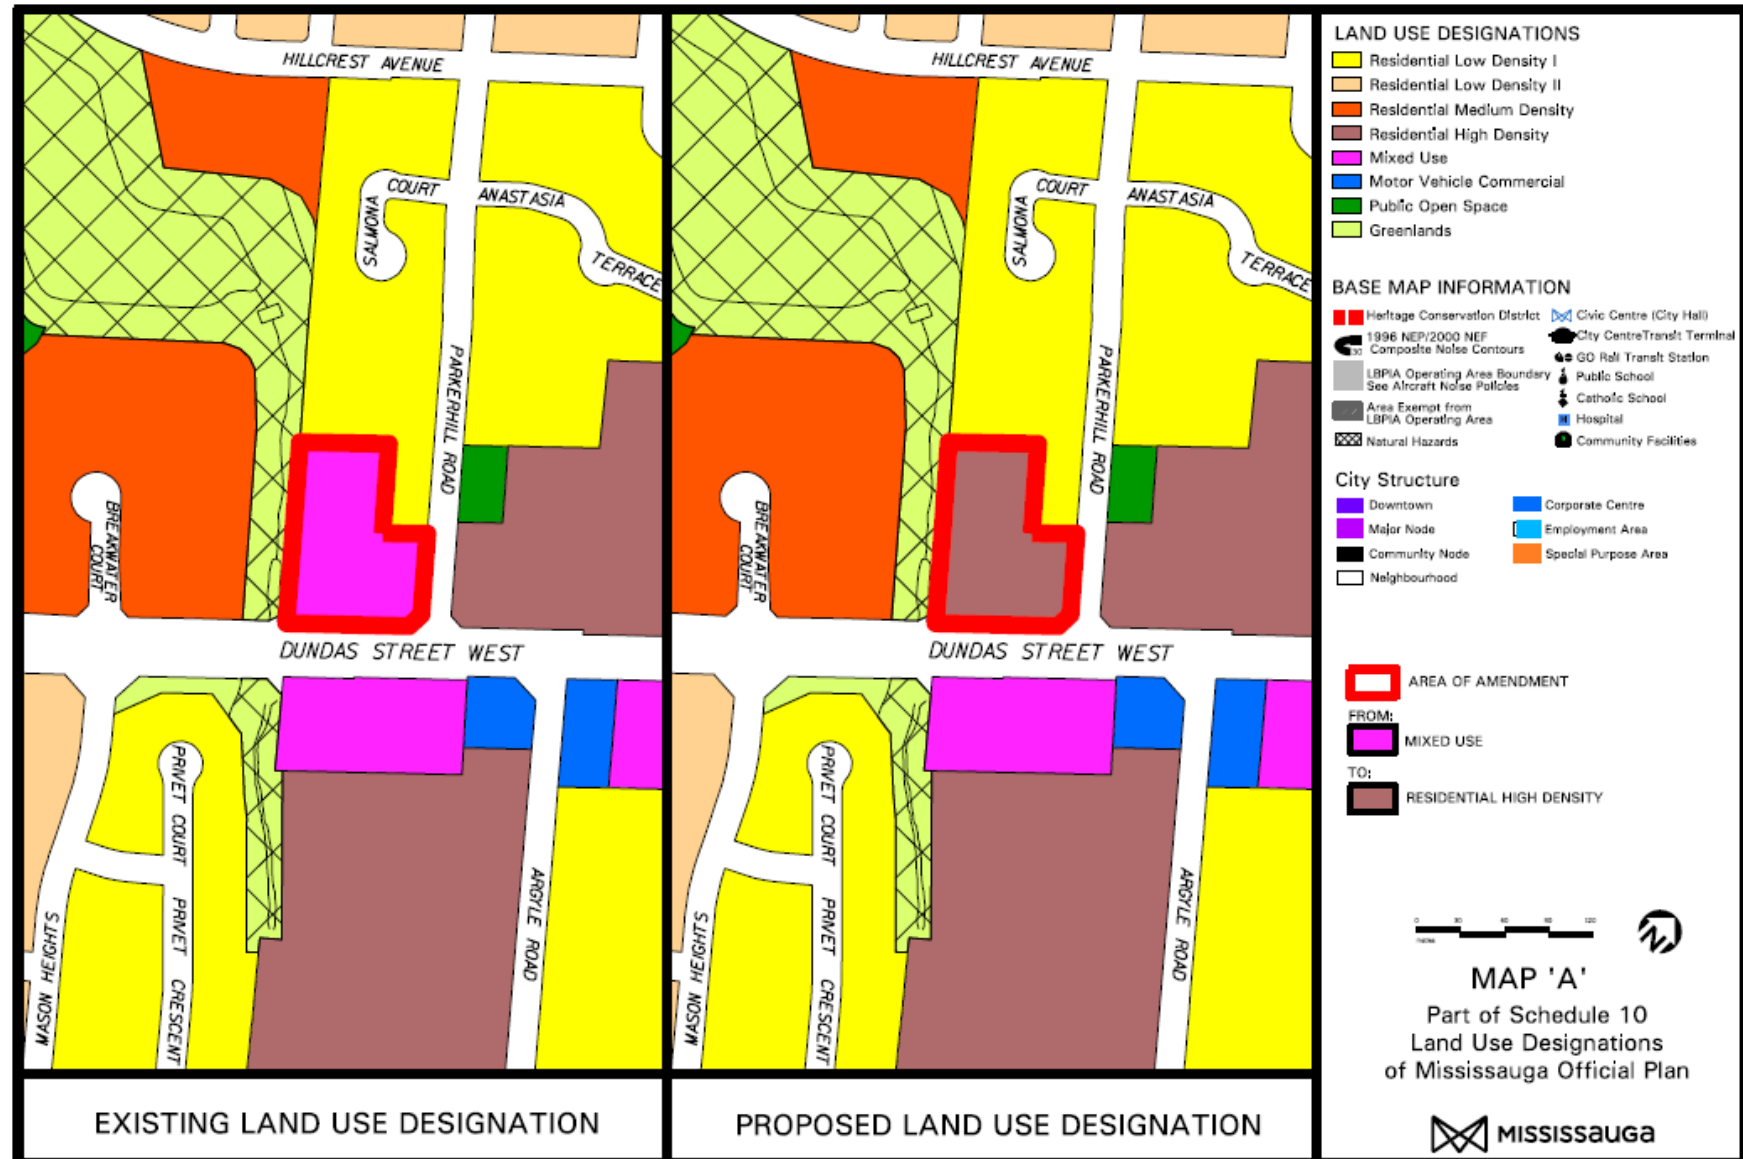 HILLCREST AVENUE
COURT
SALMONA
ANASTASIA
TERRACE
PARKERHILL ROAD
BREAKWATER
COURT
DUNDAS STREET WEST
PRIVET COURT PRIVET CRESCENT
MASON HEIGHTS
ARGYLE ROAD
EXISTING LAND USE DESIGNATION
HILLCREST AVENUE
COURT
SALMONA
ANASTASIA
TERRACE
PARKERHILL ROAD
BREAKWATER
COURT
DUNDAS STREET WEST
PRIVET COURT PRIVET CRESCENT
MASON HEIGHTS
ARGYLE ROAD
PROPOSED LAND USE DESIGNATION
LAND USE DESIGNATIONS
Residential Low Density I
Residential Low Density II
Residential Medium Density
Residential High Density
Mixed Use
Motor Vehicle Commercial
Public Open Space
Greenlands
BASE MAP INFORMATION
Heritage Conservation District
1996 NEP/2000 NEF
Composite Noise Contours
LBPIA Operating Area Boundary
See Aircraft Noise Policies
Area Exempt from
LBPIA Operating Area
Natural Hazards
Civic Centre (City Hall)
City CentreTransit Terminal
GO Rail Transit Station
Public School
Catholic School
Hospital
Community Facilities
City Structure
Downtown
Major Node
Community Node
Neighbourhood
Corporate Centre
Employment Area
Special Purpose Area
AREA OF AMENDMENT
FROM:
MIXED USE
TO:
RESIDENTIAL HIGH DENSITY
0 30 60 90 120
MAP 'A'
Part of Schedule 10
Land Use Designations
of Mississauga Official Plan
MISSISSAUGA